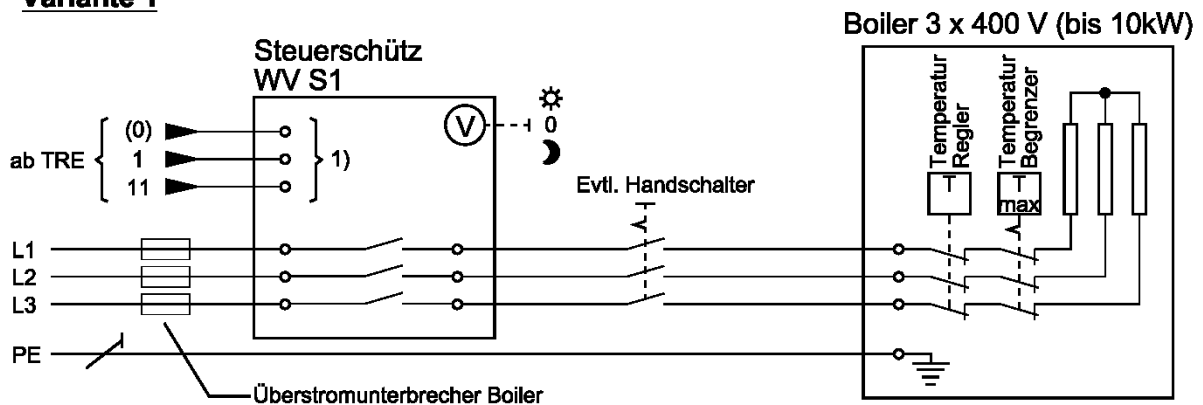 Variante 1
Boiler 3 x 400 V (bis 10kW)
Steuerschütz
WV S1
V
0
ab TRE
(0)
1
11
1)
Evtl. Handschalter
Temperatur
Regler
Temperatur
Begrenzer
max
L1
L2
L3
PE
Überstromunterbrecher Boiler